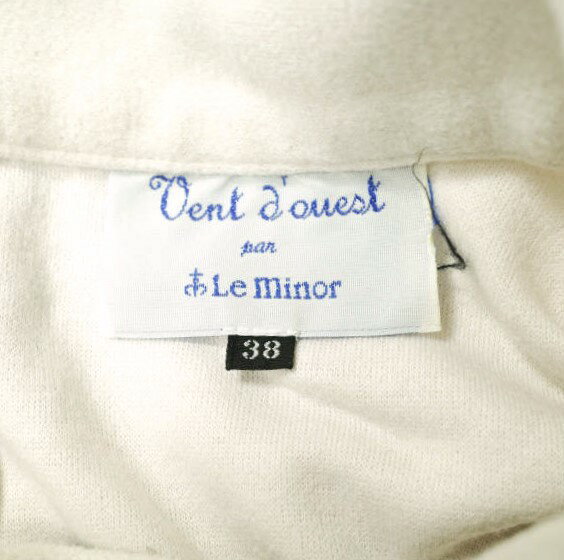 Vent d'ouest
par
Le minor
38